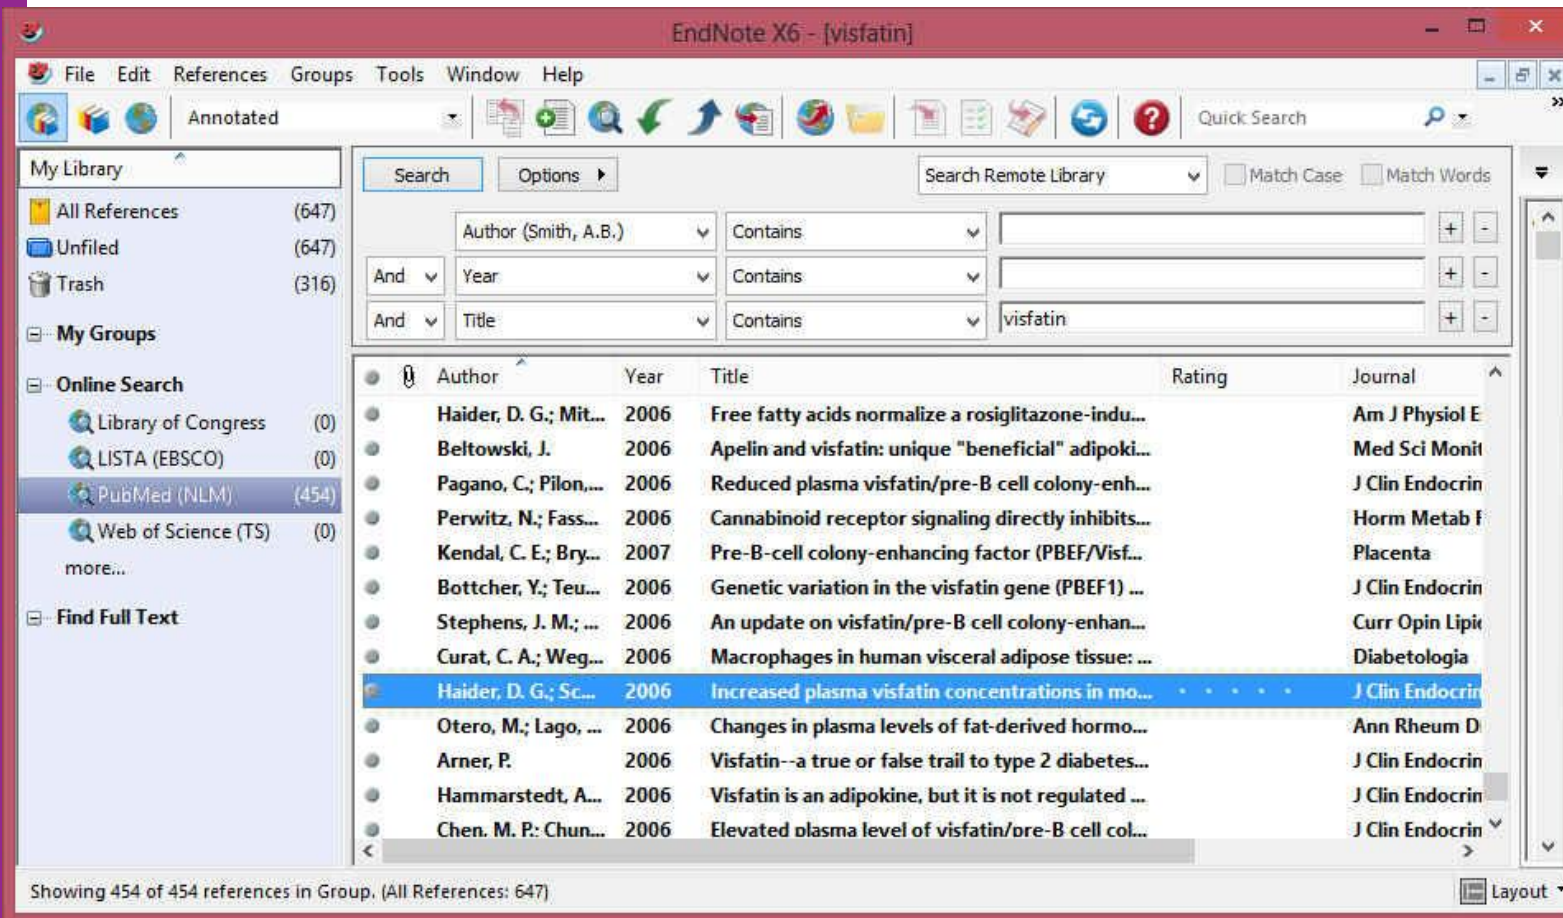 EndNote X6 - [visfatin]
File Edit References Groups Tools Window Help
Annotated Quick Search
My Library
All References (647)
Unfiled (647)
Trash (316)
My Groups
Online Search
Library of Congress (0)
LISTA (EBSCO) (0)
PubMed (NLM) (454)
Web of Science (TS) (0)
more...
Find Full Text
Search Options Search Remote Library Match Case Match Words
Author (Smith, A.B.) Contains + -
And Year Contains + -
And Title Contains visfatin + -
Author Year Title Rating Journal
Haider, D. G.; Mit... 2006 Free fatty acids normalize a rosiglitazone-indu... Am J Physiol E
Beltowski, J. 2006 Apelin and visfatin: unique "beneficial" adipoki... Med Sci Monit
Pagano, C.; Pilon,... 2006 Reduced plasma visfatin/pre-B cell colony-enh... J Clin Endocrin
Perwitz, N.; Fass... 2006 Cannabinoid receptor signaling directly inhibits... Horm Metab
Kendal, C. E.; Bry... 2007 Pre-B-cell colony-enhancing factor (PBEF/Visf... Placenta
Bottcher, Y.; Teu... 2006 Genetic variation in the visfatin gene (PBEF1) ... J Clin Endocrin
Stephens, J. M.; ... 2006 An update on visfatin/pre-B cell colony-enhan... Curr Opin Lipi
Curat, C. A.; Weg... 2006 Macrophages in human visceral adipose tissue: ... Diabetologia
Haider, D. G.; Sc... 2006 Increased plasma visfatin concentrations in mo... J Clin Endocrin
Otero, M.; Lago, ... 2006 Changes in plasma levels of fat-derived hormo... Ann Rheum D
Arner, P. 2006 Visfatin--a true or false trail to type 2 diabetes... J Clin Endocrin
Hammarstedt, A... 2006 Visfatin is an adipokine, but it is not regulated ... J Clin Endocrin
Chen, M. P.; Chun... 2006 Elevated plasma level of visfatin/pre-B cell col... J Clin Endocrin
Showing 454 of 454 references in Group. (All References: 647) Layout